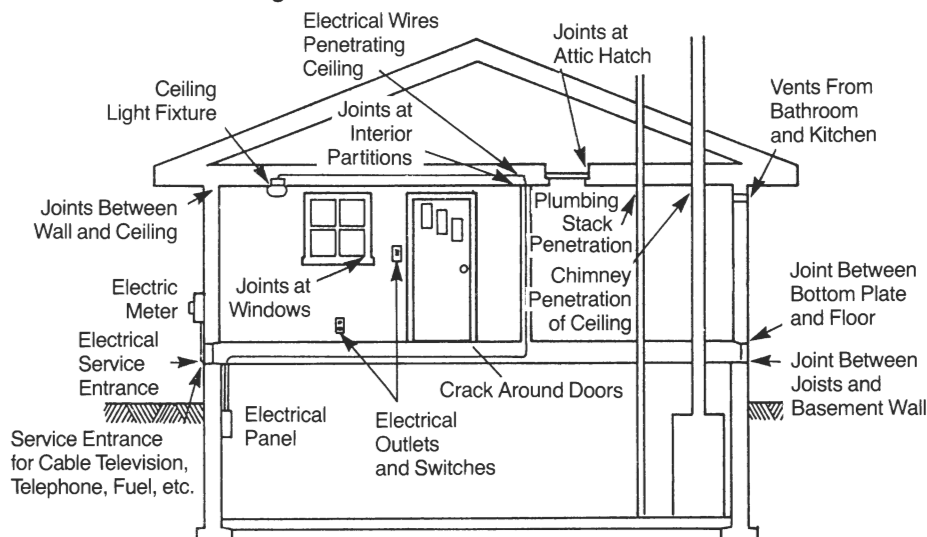 Electrical Wires
Penetrating
Ceiling
Joints at
Attic Hatch
Ceiling
Light Fixture
Joints at
Interior
Partitions
Vents From
Bathroom
and Kitchen
Joints Between
Wall and Ceiling
Plumbing
Stack
Penetration
Electric
Meter
Joints at
Windows
Chimney
Penetration
of Ceiling
Joint Between
Bottom Plate
and Floor
Electrical
Service
Entrance
Crack Around Doors
Joint Between
Joists and
Basement Wall
Electrical
Panel
Electrical
Outlets
and Switches
Service Entrance
for Cable Television,
Telephone, Fuel, etc.